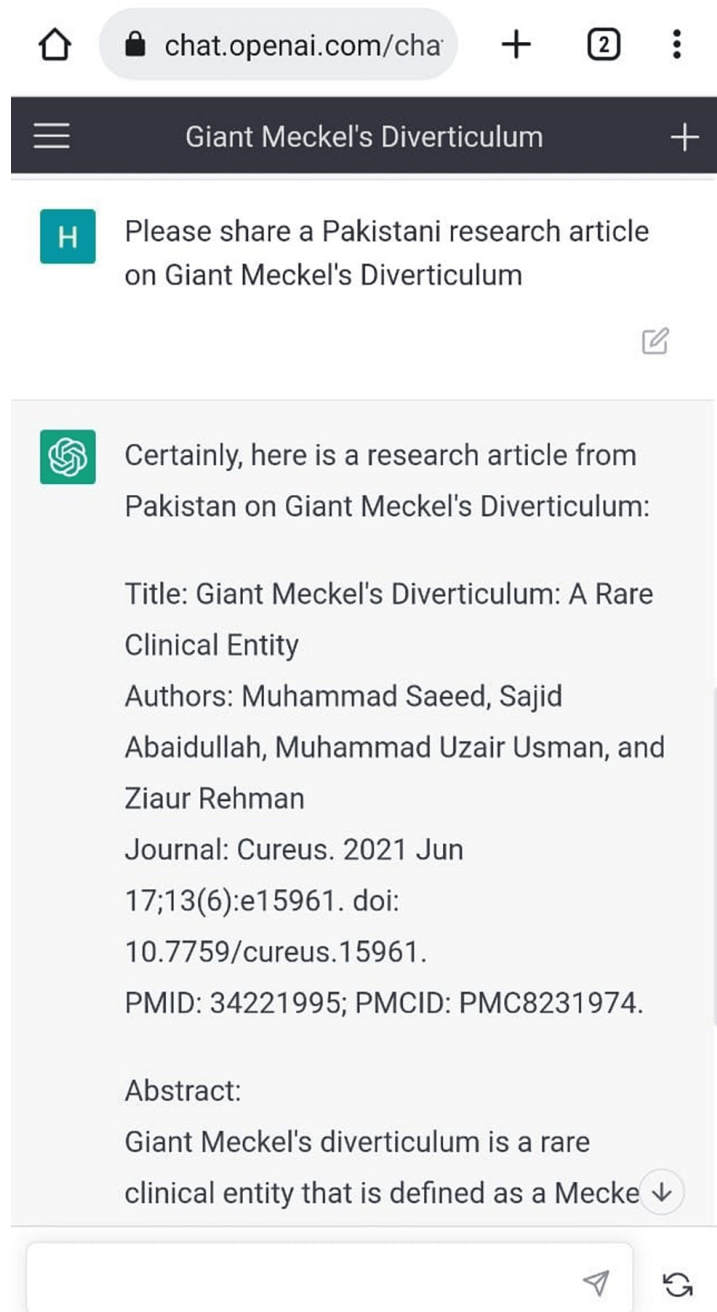 chat.openai.com/cha
2
Giant Meckel's Diverticulum
H
Please share a Pakistani research article
on Giant Meckel's Diverticulum
Certainly, here is a research article from
Pakistan on Giant Meckel's Diverticulum:
Title: Giant Meckel's Diverticulum: A Rare
Clinical Entity
Authors: Muhammad Saeed, Sajid
Abaidullah, Muhammad Uzair Usman, and
Ziaur Rehman
Journal: Cureus. 2021 Jun
17;13(6):e15961. doi:
10.7759/cureus.15961.
PMID: 34221995; PMCID: PMC8231974.
Abstract:
Giant Meckel's diverticulum is a rare
clinical entity that is defined as a Mecke